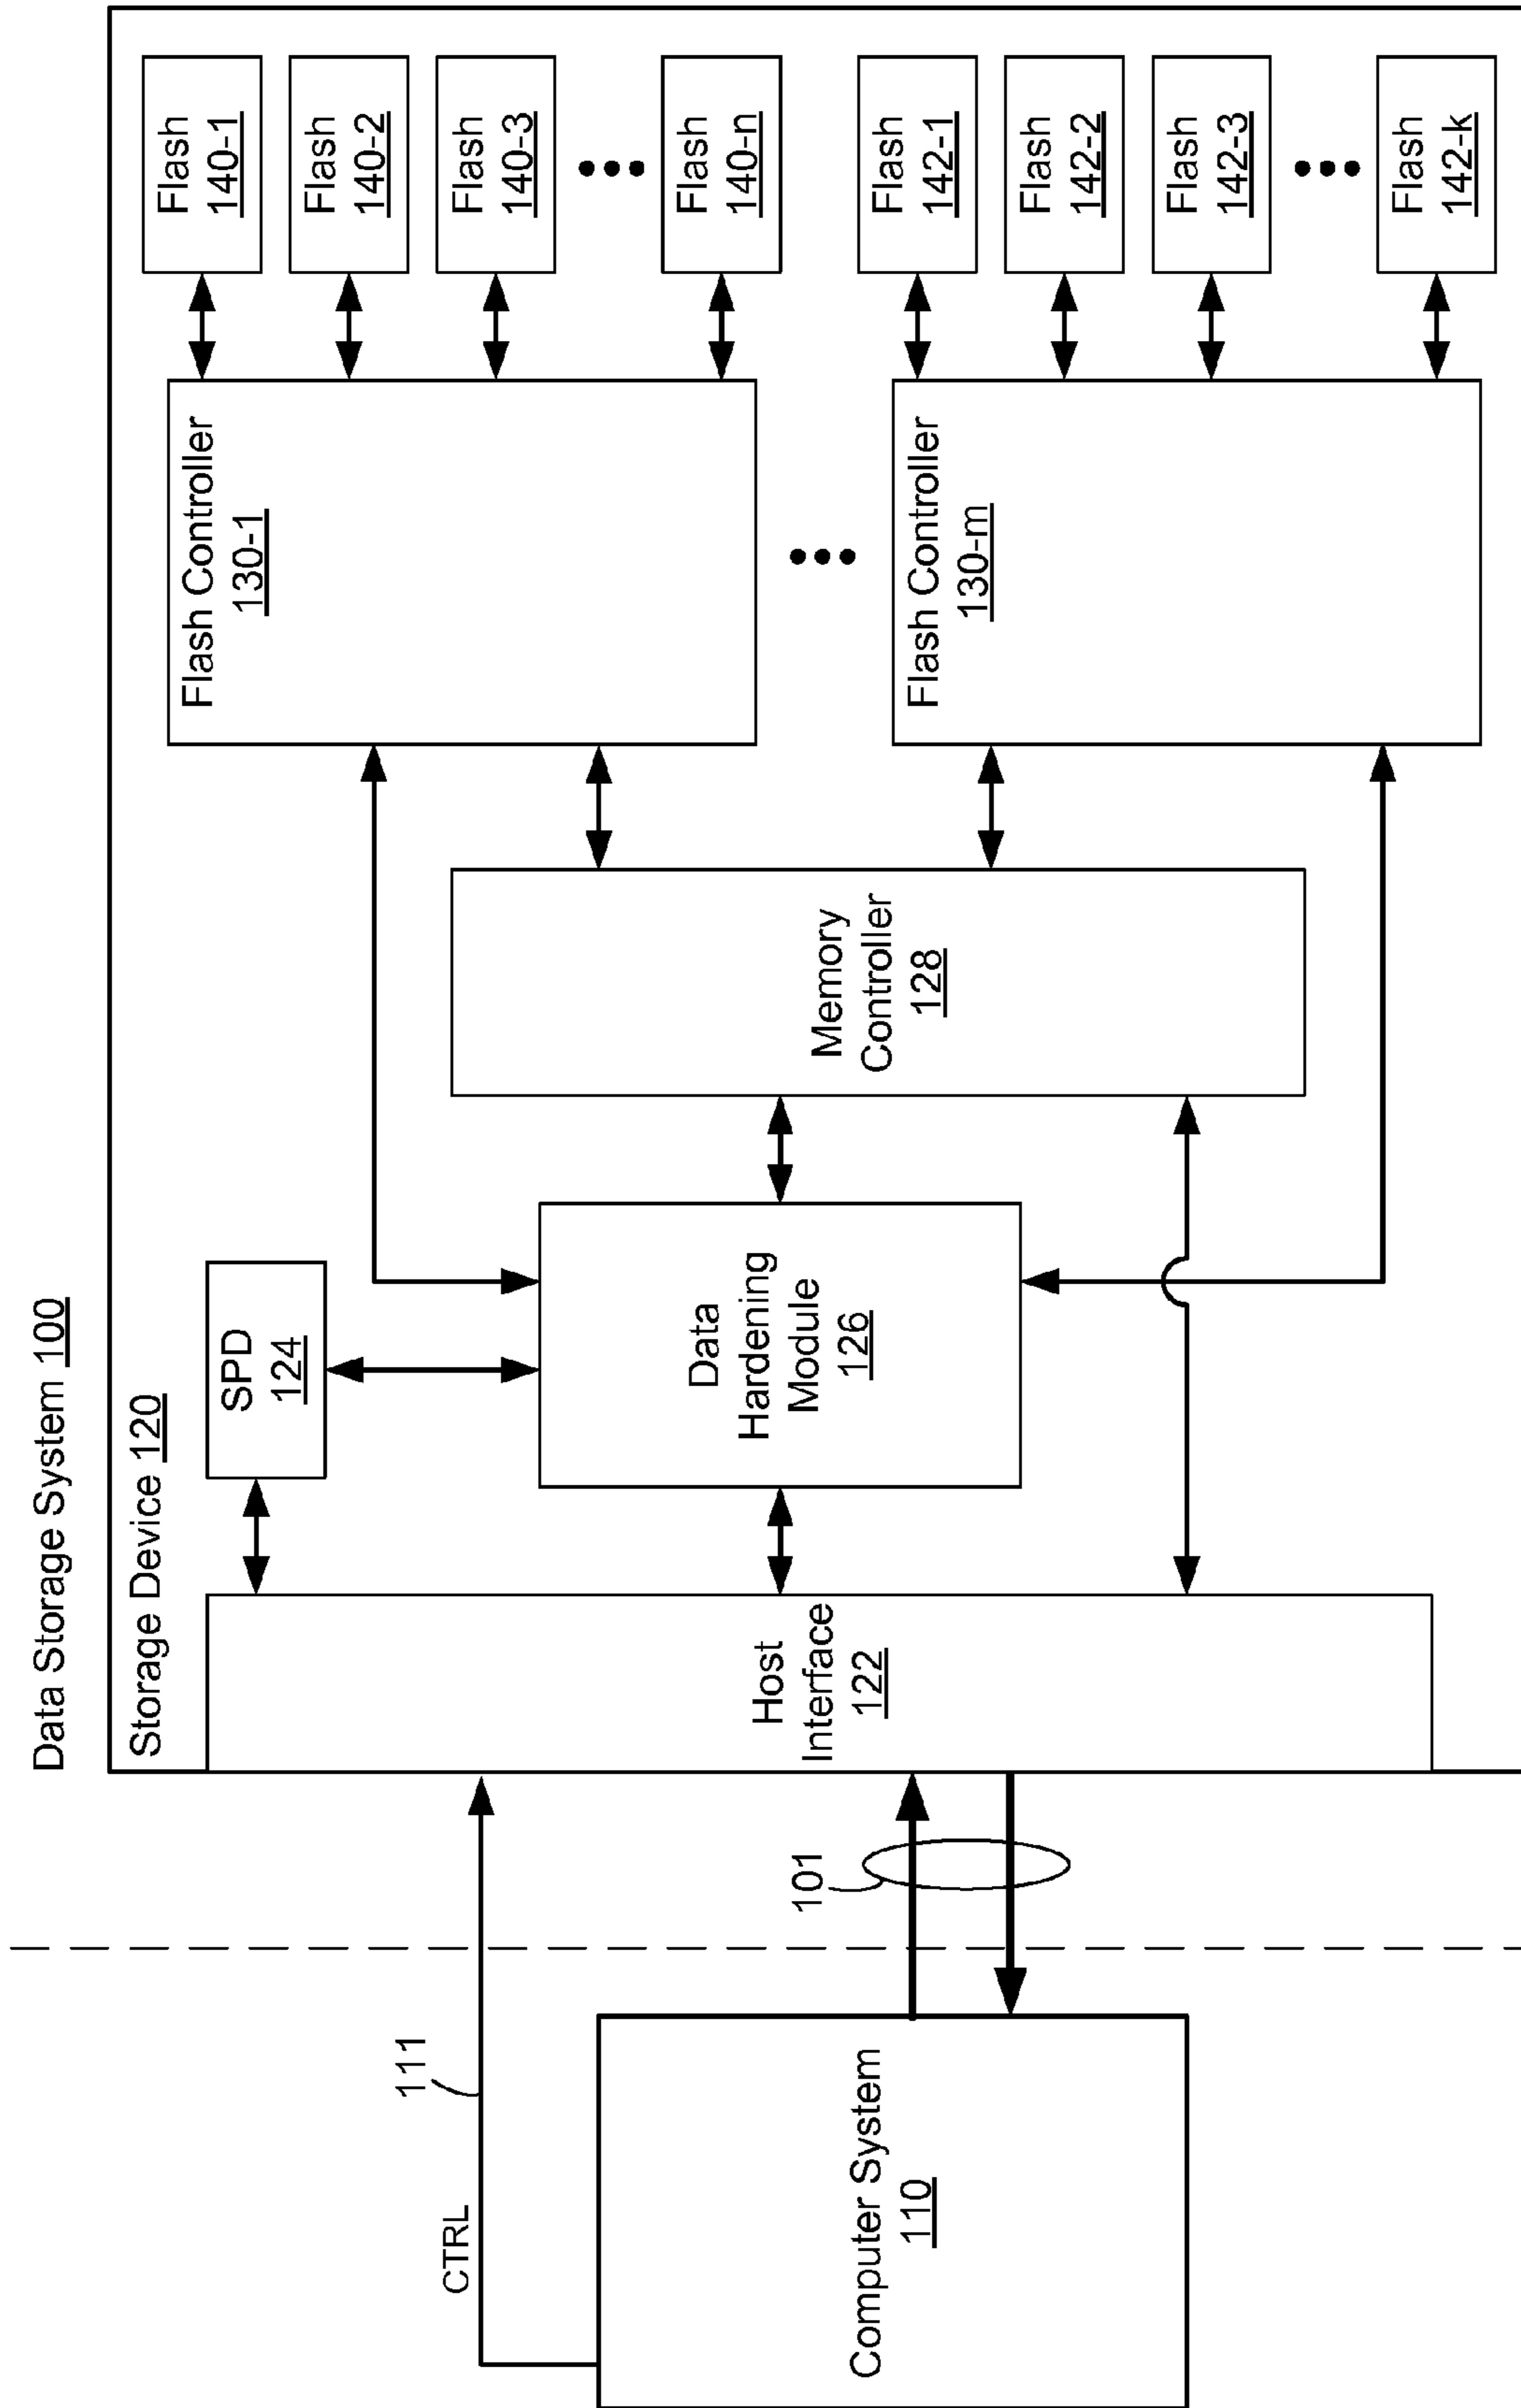 Data Storage System 100
Storage Device 120
CTRL
111
Computer System
110
101
Host
Interface
122
SPD
124
Data
Hardening
Module
126
Memory
Controller
128
Flash Controller
130-1
Flash Controller
130-m
Flash
140-1
Flash
140-2
Flash
140-3
Flash
140-n
Flash
142-1
Flash
142-2
Flash
142-3
Flash
142-k